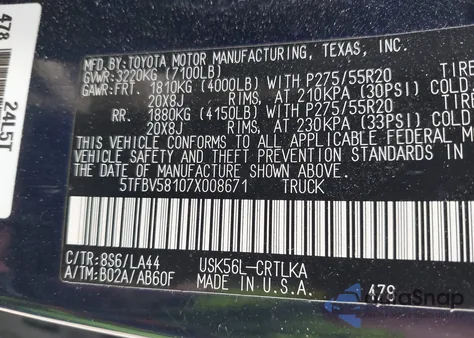 MFD.BY:TOYOTA MOTOR MANUFACTURING, TEXAS, INC.
GVWR:3220KG (7100LB)
GAWR:FRT. 1810KG (4000LB) WITH P275/55R20 TIRE
20X8J RIMS, AT 210KPA (30PSI) COLD
RR. 1880KG (4150LB) WITH P275/55R20 TIRE
20X8J RIMS, AT 230KPA (33PSI) COLD
THIS VEHICLE CONFORMS TO ALL APPLICABLE FEDERAL M
VEHICLE SAFETY AND THEFT PREVENTION STANDARDS IN
THE DATE OF MANUFACTURE SHOWN ABOVE.
5TFBV58107X008671 TRUCK
C/TR:8S6/LA44 USK56L-CRTLKA
A/TM:B02A/AB60F MADE IN U.S.A. 478
478 24L5T
AutoSnap